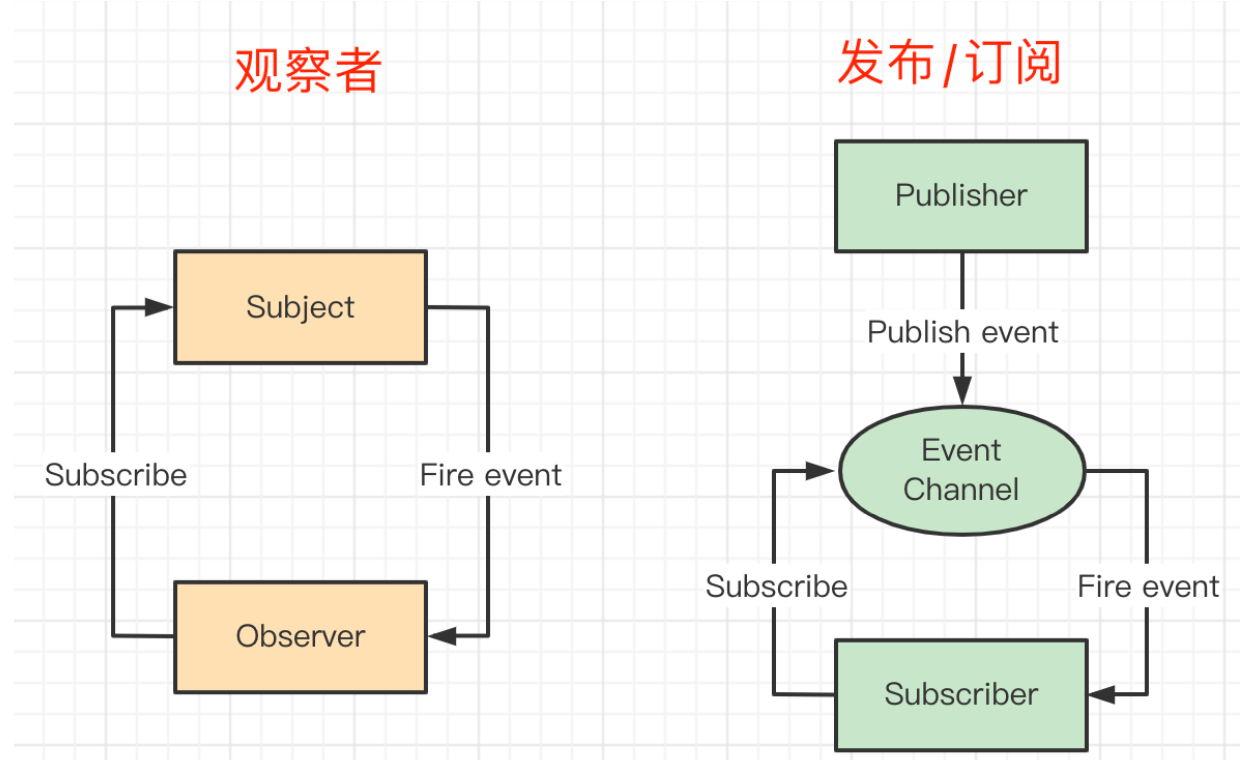 观察者
Subject
Subscribe
Fire event
Observer
发布/订阅
Publisher
Publish event
Event
Channel
Subscribe
Fire event
Subscriber